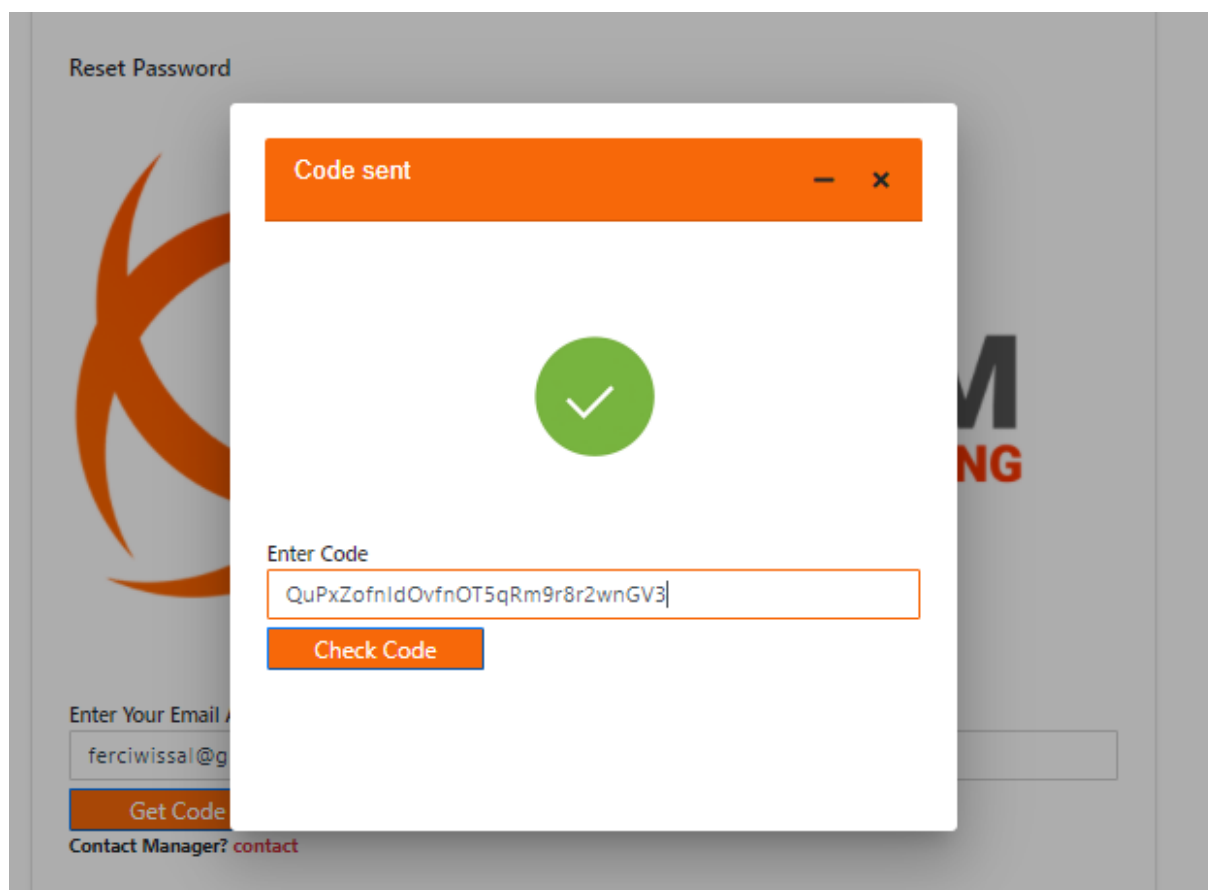 Reset Password
Code sent
M
NG
Enter Code
QuPxZofnIdOvfnOT5qRm9r8r2wnGV3
Check Code
Enter Your Email
ferciwissal@g
Get Code
Contact Manager? contact